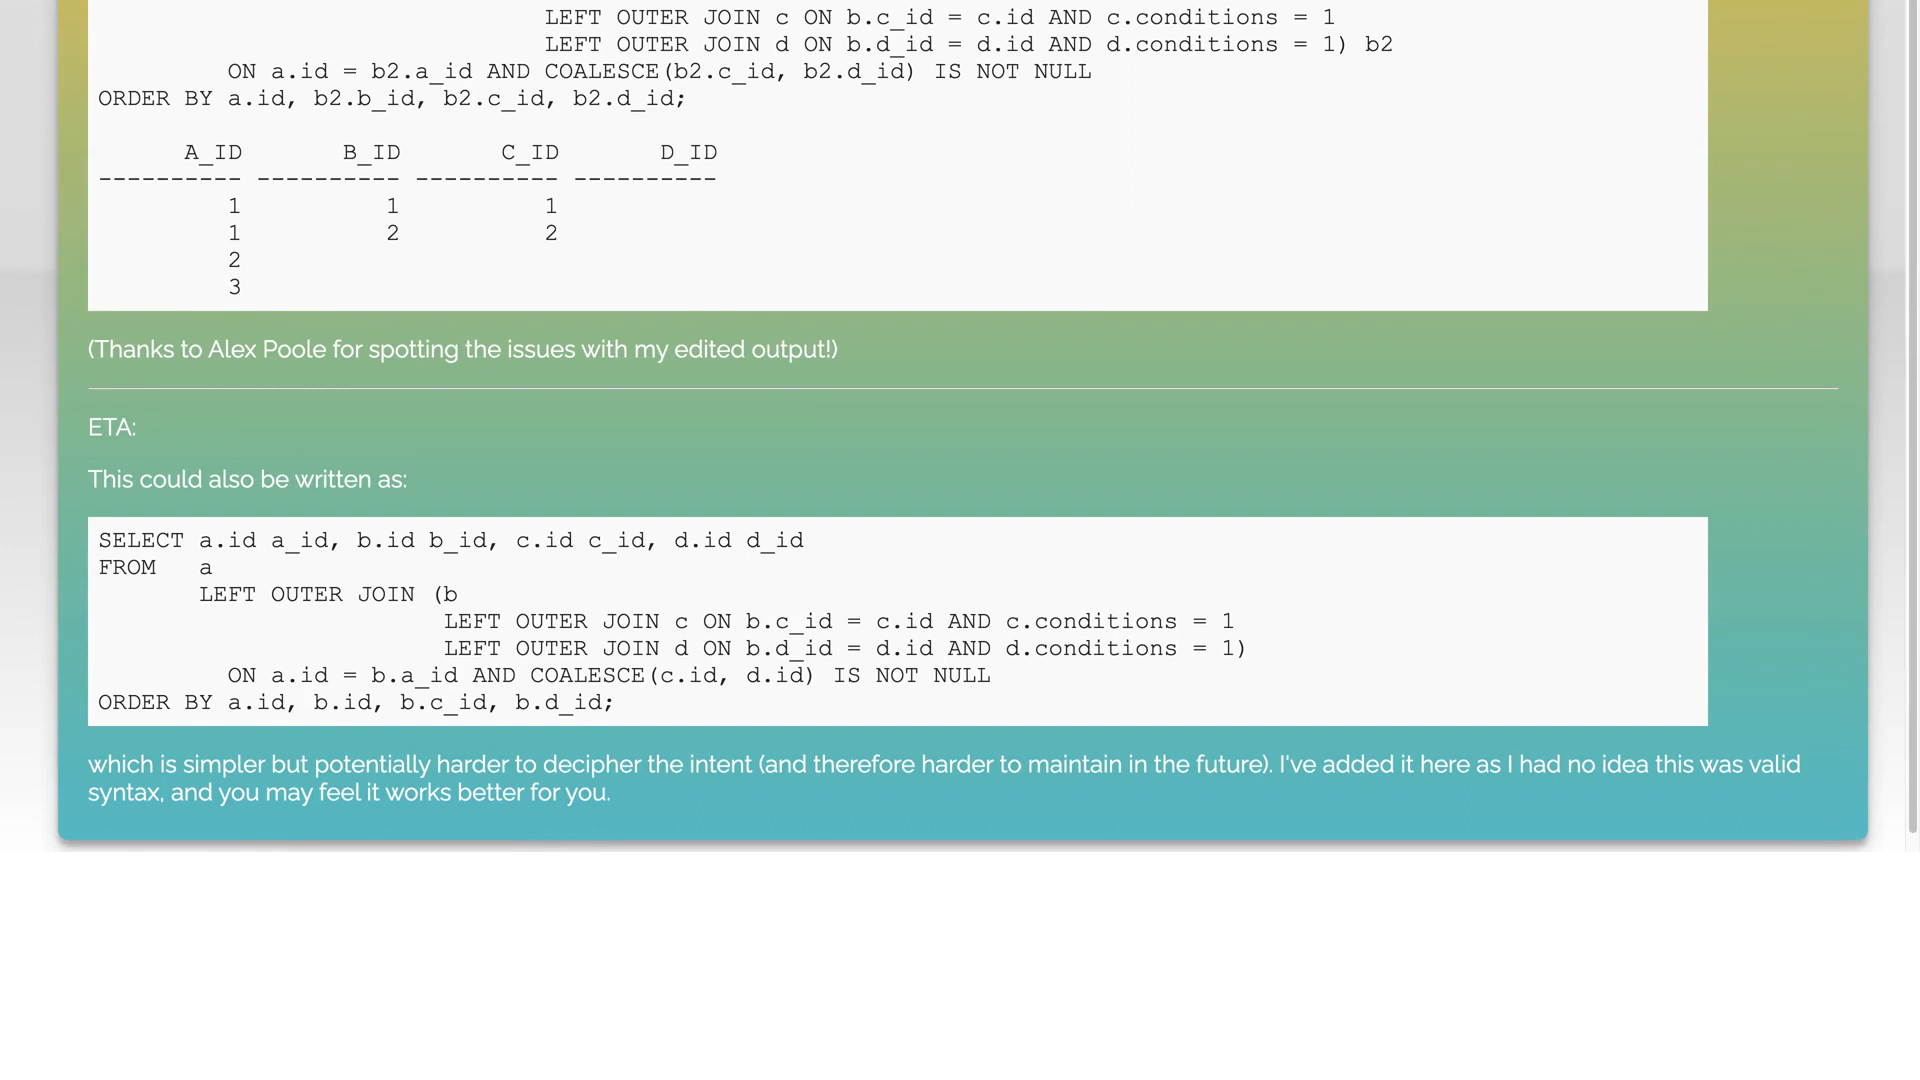 LEFT OUTER JOIN c ON b.c_id = c.id AND c.conditions = 1
LEFT OUTER JOIN d ON b.d_id = d.id AND d.conditions = 1) b2
ON a.id = b2.a_id AND COALESCE(b2.c_id, b2.d_id) IS NOT NULL
ORDER BY a.id, b2.b_id, b2.c_id, b2.d_id;
A_ID B_ID C_ID D_ID
---------- ---------- ---------- ----------
1 1 1
1 2 2
2
3
(Thanks to Alex Poole for spotting the issues with my edited output!)
ETA:
This could also be written as:
SELECT a.id a_id, b.id b_id, c.id c_id, d.id d_id
FROM a
LEFT OUTER JOIN (b
LEFT OUTER JOIN c ON b.c_id = c.id AND c.conditions = 1
LEFT OUTER JOIN d ON b.d_id = d.id AND d.conditions = 1)
ON a.id = b.a_id AND COALESCE(c.id, d.id) IS NOT NULL
ORDER BY a.id, b.id, b.c_id, b.d_id;
which is simpler but potentially harder to decipher the intent (and therefore harder to maintain in the future). I've added it here as I had no idea this was valid
syntax, and you may feel it works better for you.